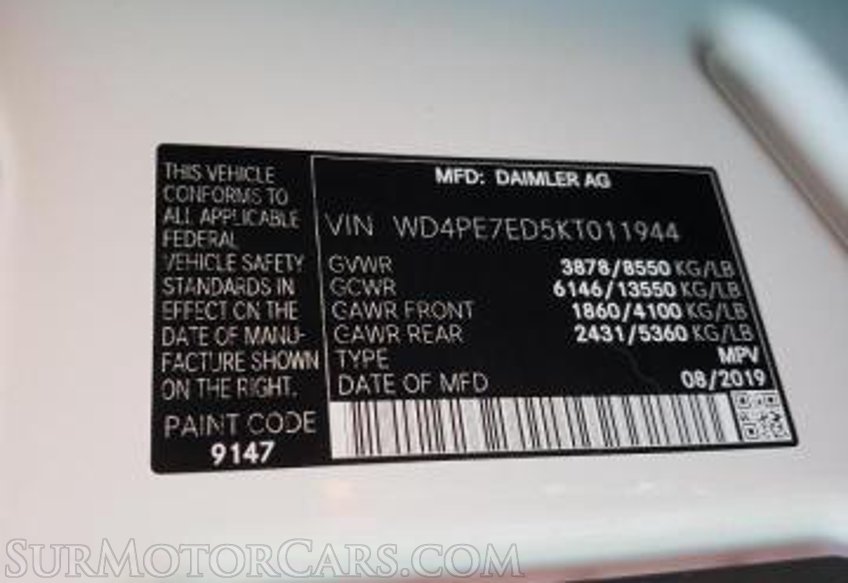 THIS VEHICLE
CONFORMS TO
ALL APPLICABLE
FEDERAL
VEHICLE SAFETY
STANDARDS IN
EFFECT ON THE
DATE OF MANU-
FACTURE SHOWN
ON THE RIGHT.
PAINT CODE
9147
MFD: DAIMLER AG
VIN WD4PE7ED5KT011944
GVWR 3878/8550 KG/LB
GCWR 6146/13550 KG/LB
CAWR FRONT 1860/4100 KG/LB
CAWR REAR 2431/5360 KG/LB
TYPE MPV
DATE OF MFD 08/2019
SURMOTORCARS.COM